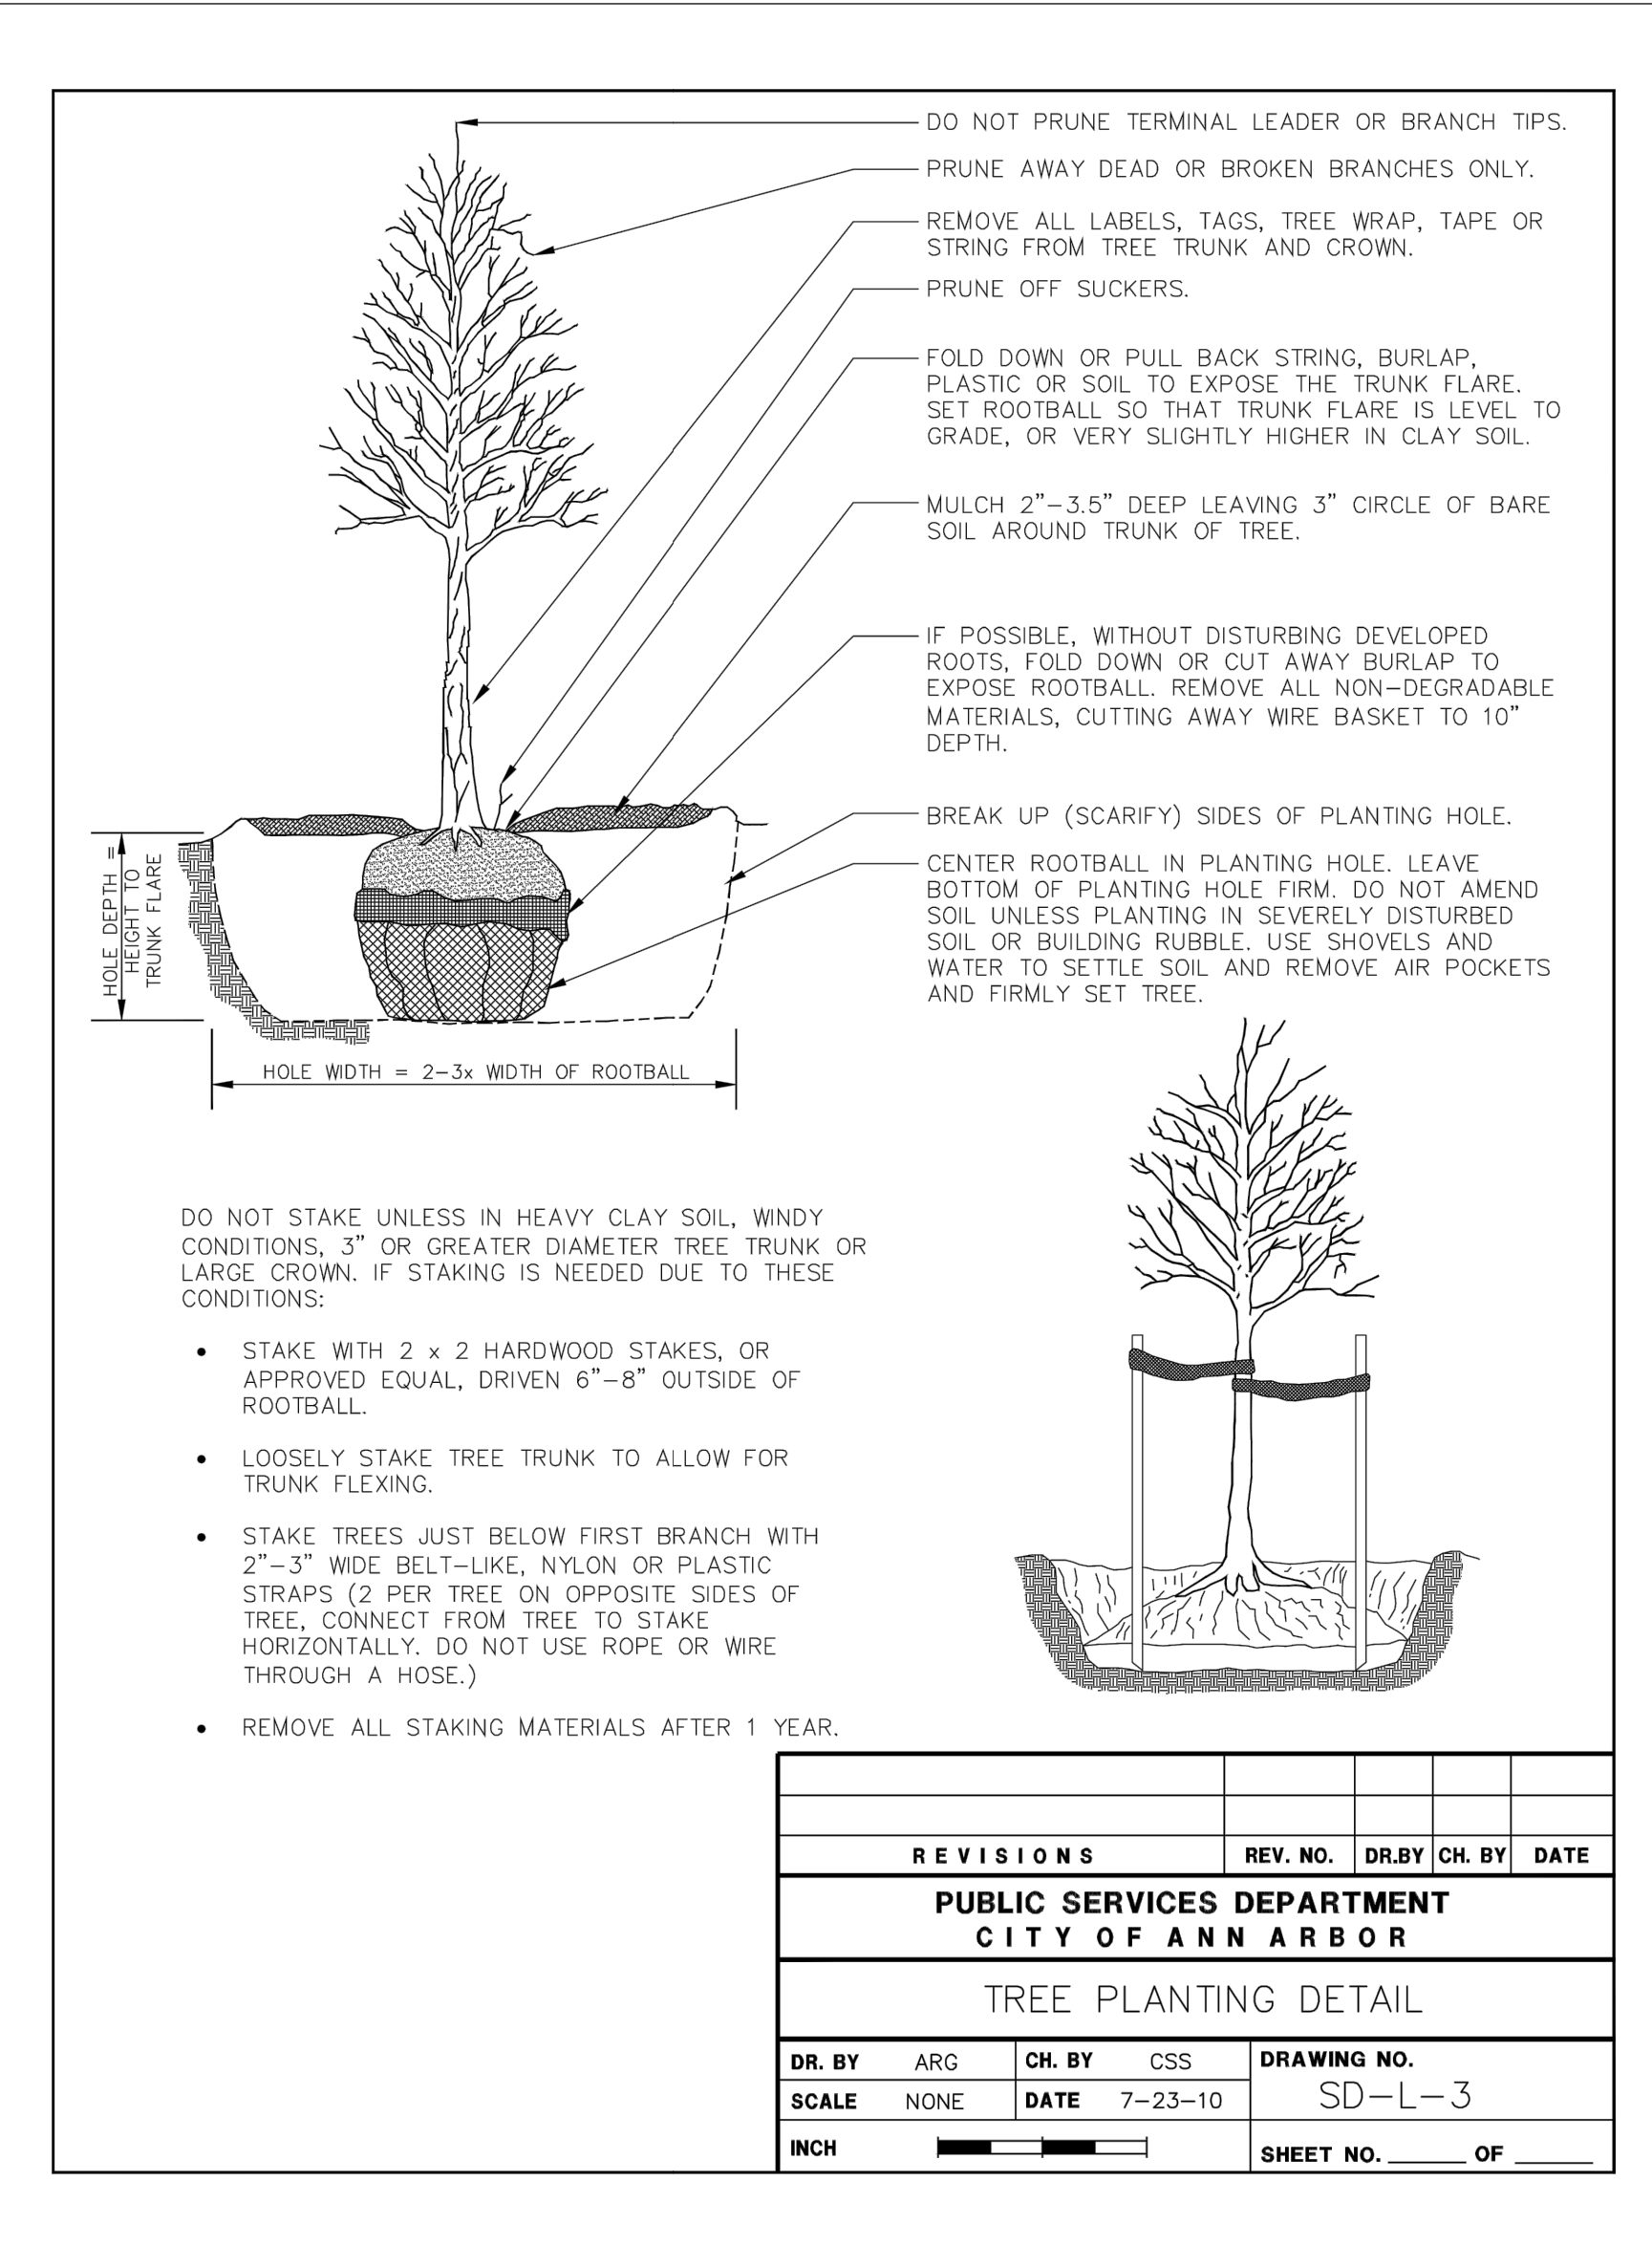 DO NOT PRUNE TERMINAL LEADER OR BRANCH TIPS.
PRUNE AWAY DEAD OR BROKEN BRANCHES ONLY.
REMOVE ALL LABELS, TAGS, TREE WRAP, TAPE OR
STRING FROM TREE TRUNK AND CROWN.
PRUNE OFF SUCKERS.
FOLD DOWN OR PULL BACK STRING, BURLAP,
PLASTIC OR SOIL TO EXPOSE THE TRUNK FLARE.
SET ROOTBALL SO THAT TRUNK FLARE IS LEVEL TO
GRADE, OR VERY SLIGHTLY HIGHER IN CLAY SOIL.
MULCH 2"–3.5" DEEP LEAVING 3" CIRCLE OF BARE
SOIL AROUND TRUNK OF TREE.
IF POSSIBLE, WITHOUT DISTURBING DEVELOPED
ROOTS, FOLD DOWN OR CUT AWAY BURLAP TO
EXPOSE ROOTBALL. REMOVE ALL NON–DEGRADABLE
MATERIALS, CUTTING AWAY WIRE BASKET TO 10"
DEPTH.
BREAK UP (SCARIFY) SIDES OF PLANTING HOLE.
CENTER ROOTBALL IN PLANTING HOLE. LEAVE
BOTTOM OF PLANTING HOLE FIRM. DO NOT AMEND
SOIL UNLESS PLANTING IN SEVERELY DISTURBED
SOIL OR BUILDING RUBBLE. USE SHOVELS AND
WATER TO SETTLE SOIL AND REMOVE AIR POCKETS
AND FIRMLY SET TREE.
HOLE DEPTH =
HEIGHT TO
TRUNK FLARE
HOLE WIDTH = 2–3x WIDTH OF ROOTBALL
DO NOT STAKE UNLESS IN HEAVY CLAY SOIL, WINDY
CONDITIONS, 3" OR GREATER DIAMETER TREE TRUNK OR
LARGE CROWN. IF STAKING IS NEEDED DUE TO THESE
CONDITIONS:
• STAKE WITH 2 x 2 HARDWOOD STAKES, OR
APPROVED EQUAL, DRIVEN 6"–8" OUTSIDE OF
ROOTBALL.
• LOOSELY STAKE TREE TRUNK TO ALLOW FOR
TRUNK FLEXING.
• STAKE TREES JUST BELOW FIRST BRANCH WITH
2"–3" WIDE BELT–LIKE, NYLON OR PLASTIC
STRAPS (2 PER TREE ON OPPOSITE SIDES OF
TREE, CONNECT FROM TREE TO STAKE
HORIZONTALLY. DO NOT USE ROPE OR WIRE
THROUGH A HOSE.)
• REMOVE ALL STAKING MATERIALS AFTER 1 YEAR.
REVISIONS REV. NO. DR.BY CH. BY DATE
PUBLIC SERVICES DEPARTMENT
CITY OF ANN ARBOR
TREE PLANTING DETAIL
DR. BY ARG CH. BY CSS DRAWING NO.
SCALE NONE DATE 7–23–10 SD–L–3
INCH SHEET NO. ______ OF ______